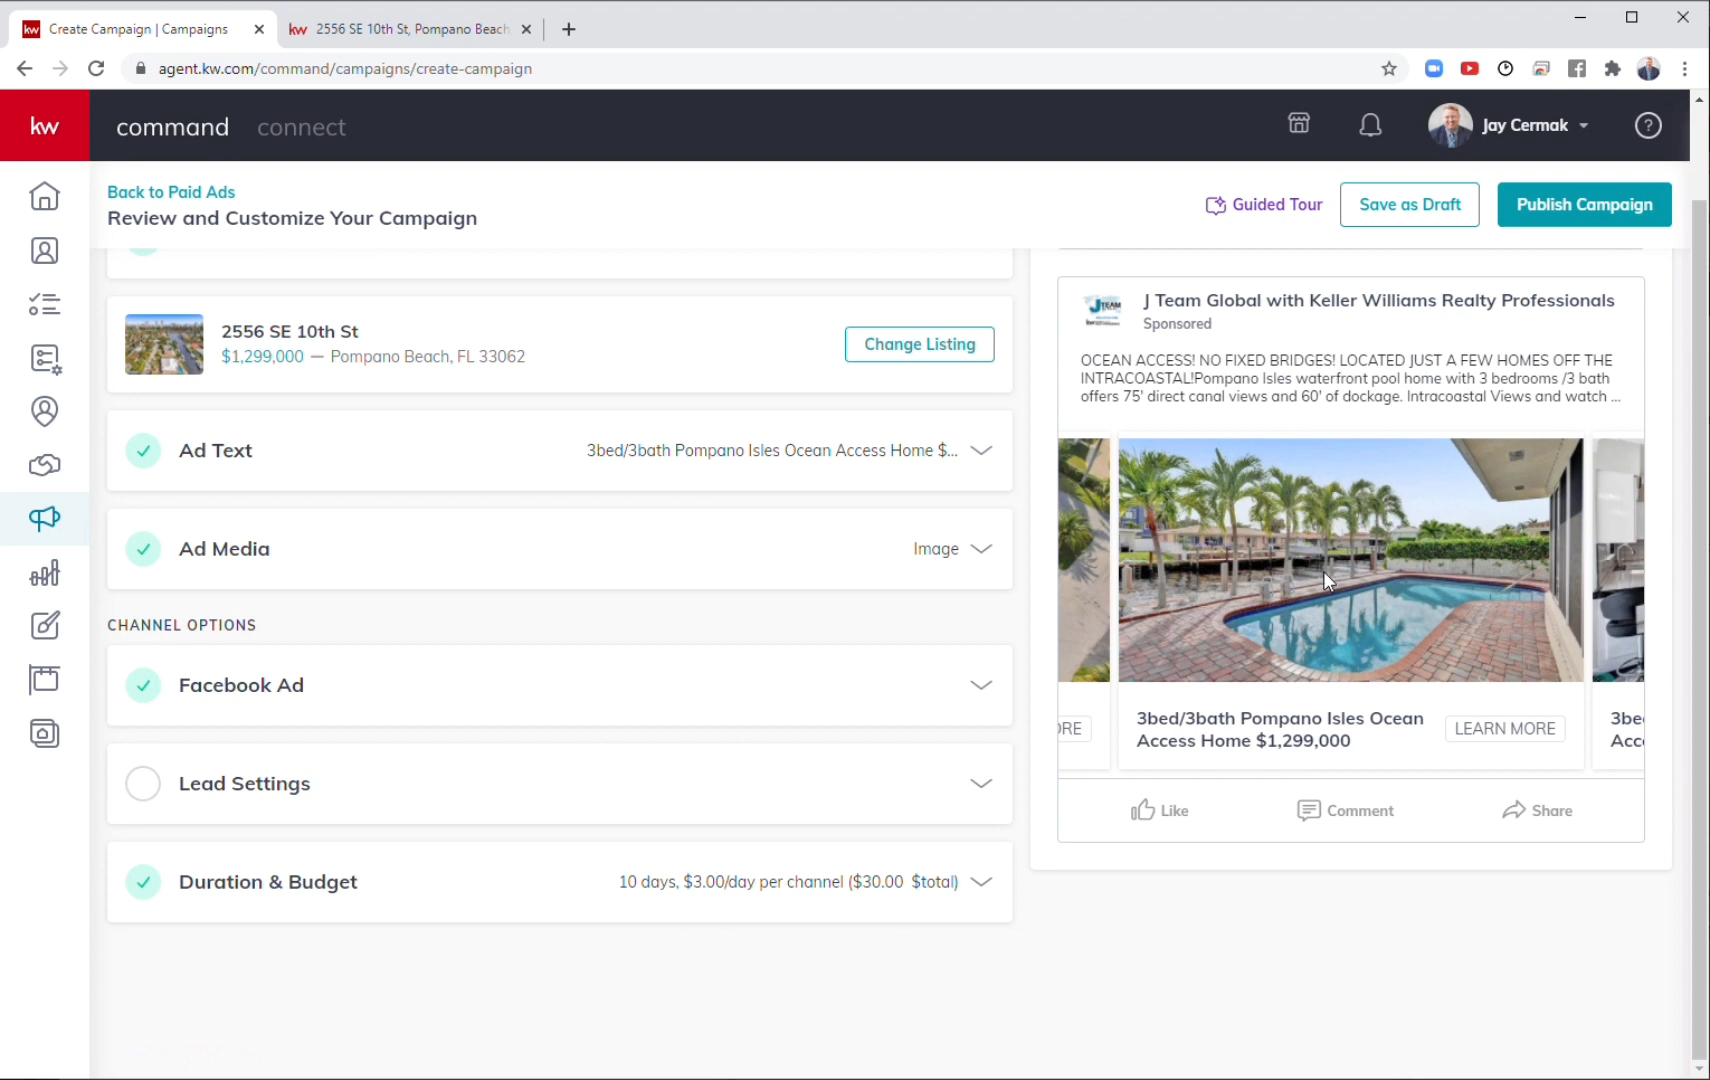 kw Create Campaign | Campaigns
kw 2556 SE 10th St, Pompano Beach
agent.kw.com/command/campaigns/create-campaign
kw command connect
Jay Cermak
Back to Paid Ads
Review and Customize Your Campaign
Guided Tour
Save as Draft
Publish Campaign
2556 SE 10th St
$1,299,000 — Pompano Beach, FL 33062
Change Listing
Ad Text
3bed/3bath Pompano Isles Ocean Access Home $...
Ad Media
Image
CHANNEL OPTIONS
Facebook Ad
Lead Settings
Duration & Budget
10 days, $3.00/day per channel ($30.00 $total)
J TEAM
J Team Global with Keller Williams Realty Professionals
Sponsored
OCEAN ACCESS! NO FIXED BRIDGES! LOCATED JUST A FEW HOMES OFF THE
INTRACOASTAL!Pompano Isles waterfront pool home with 3 bedrooms /3 bath
offers 75' direct canal views and 60' of dockage. Intracoastal Views and watch ...
ORE
3bed/3bath Pompano Isles Ocean
Access Home $1,299,000
LEARN MORE
3be
Acc
Like
Comment
Share